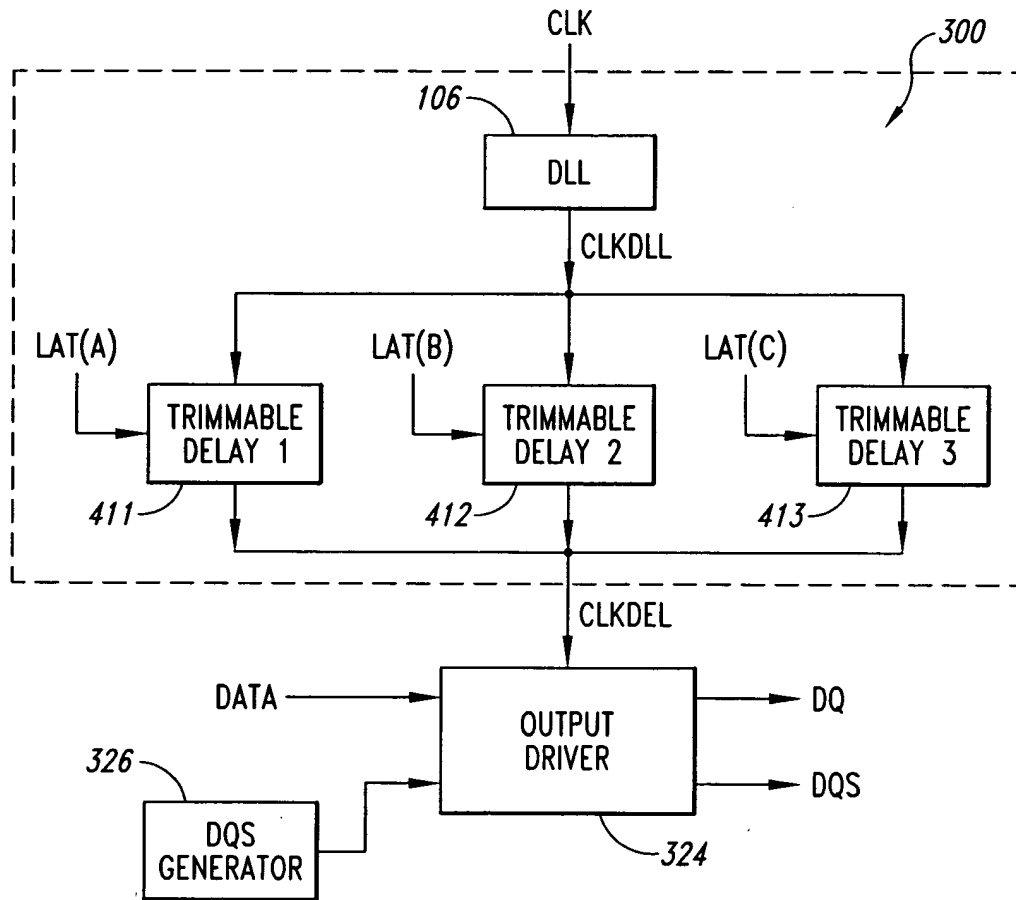 CLK
300
106
DLL
CLKDLL
LAT(A)
LAT(B)
LAT(C)
TRIMMABLE
DELAY 1
TRIMMABLE
DELAY 2
TRIMMABLE
DELAY 3
411
412
413
CLKDEL
DATA
OUTPUT
DRIVER
DQ
DQS
326
DQS
GENERATOR
324